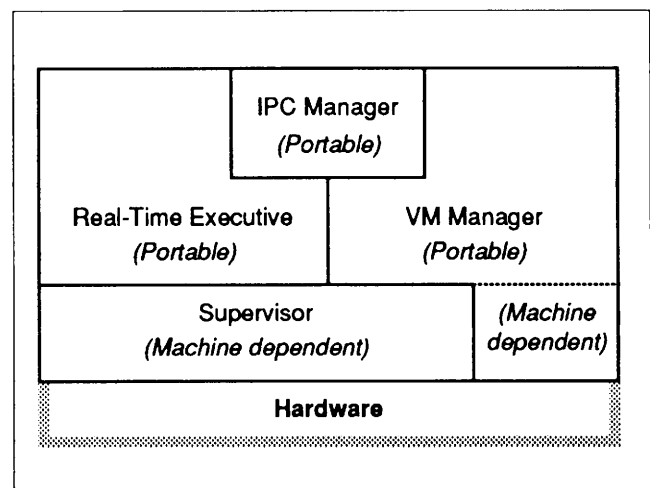 IPC Manager
(Portable)
Real-Time Executive
(Portable)
VM Manager
(Portable)
Supervisor
(Machine dependent)
(Machine
dependent)
Hardware